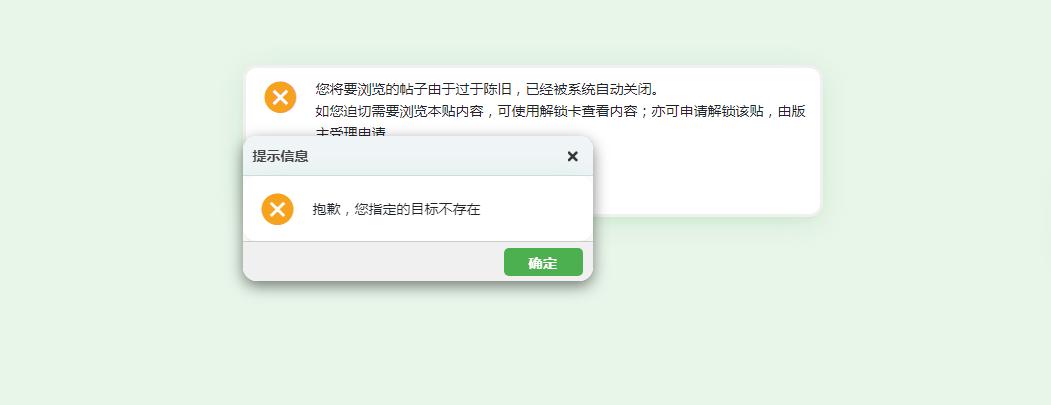 您将要浏览的帖子由于过于陈旧，已经被系统自动关闭。
如您迫切需要浏览本贴内容，可使用解锁卡查看内容；亦可申请解锁该贴，由版
主受理申请
提示信息
抱歉，您指定的目标不存在
确定